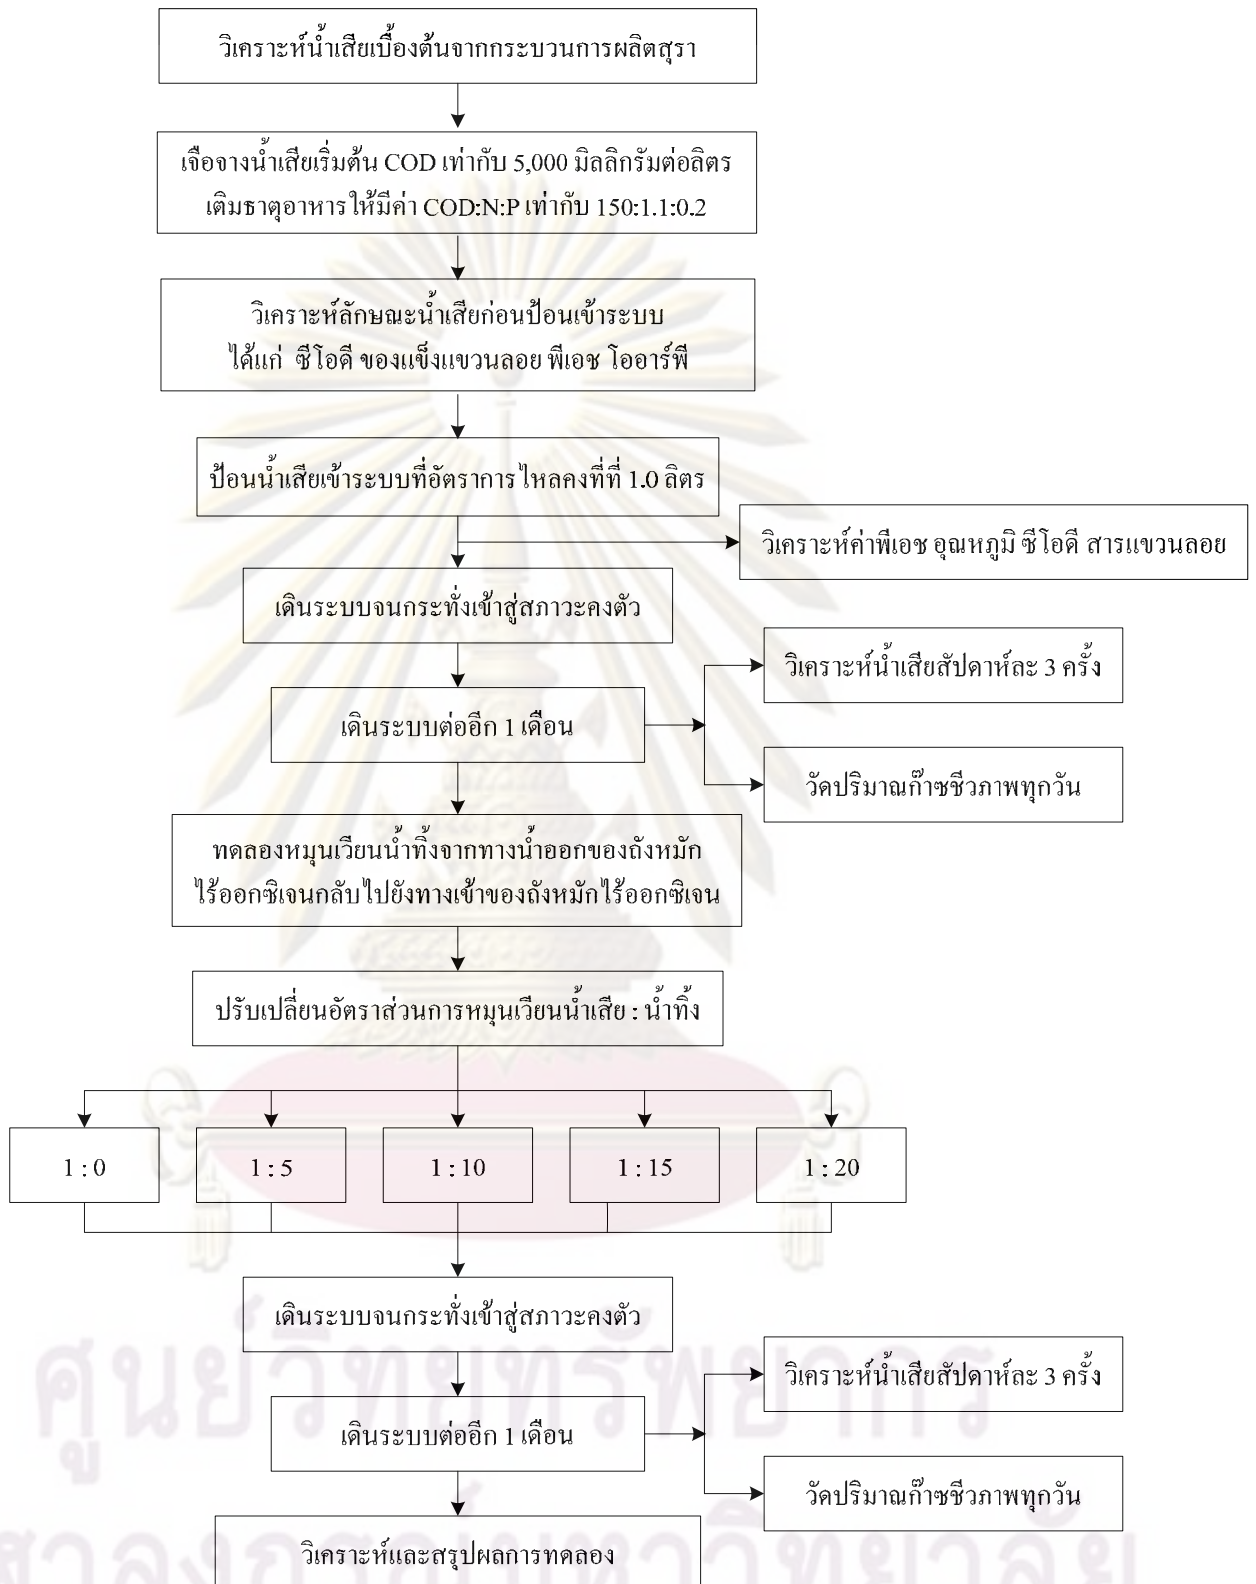 วิเคราะห์น้ำเสียเบื้องต้นจากกระบวนการผลิตสุรา
เจือจางน้ำเสียเริ่มต้น COD เท่ากับ 5,000 มิลลิกรัมต่อลิตร
เติมธาตุอาหารให้มีค่า COD:N:P เท่ากับ 150:1.1:0.2
วิเคราะห์ลักษณะน้ำเสียก่อนป้อนเข้าระบบ
ได้แก่ ซีโอดี ของแข็งแขวนลอย พีเอช โออาร์พี
ป้อนน้ำเสียเข้าระบบที่อัตราการไหลคงที่ที่ 1.0 ลิตร
วิเคราะห์ค่าพีเอช อุณหภูมิ ซีโอดี สารแขวนลอย
เดินระบบจนกระทั่งเข้าสู่สภาวะคงตัว
วิเคราะห์น้ำเสียสัปดาห์ละ 3 ครั้ง
เดินระบบต่ออีก 1 เดือน
วัดปริมาณก๊าซชีวภาพทุกวัน
ทดลองหมุนเวียนน้ำทิ้งจากทางน้ำออกของถังหมัก
ไร้ออกซิเจนกลับไปยังทางเข้าของถังหมักไร้ออกซิเจน
ปรับเปลี่ยนอัตราส่วนการหมุนเวียนน้ำเสีย : น้ำทิ้ง
1 : 0 1 : 5 1 : 10 1 : 15 1 : 20
เดินระบบจนกระทั่งเข้าสู่สภาวะคงตัว
วิเคราะห์น้ำเสียสัปดาห์ละ 3 ครั้ง
เดินระบบต่ออีก 1 เดือน
วัดปริมาณก๊าซชีวภาพทุกวัน
วิเคราะห์และสรุปผลการทดลอง
ศูนย์วิทยทรัพยากร
ฬาลงกรณ์มหาวิทยาลัย